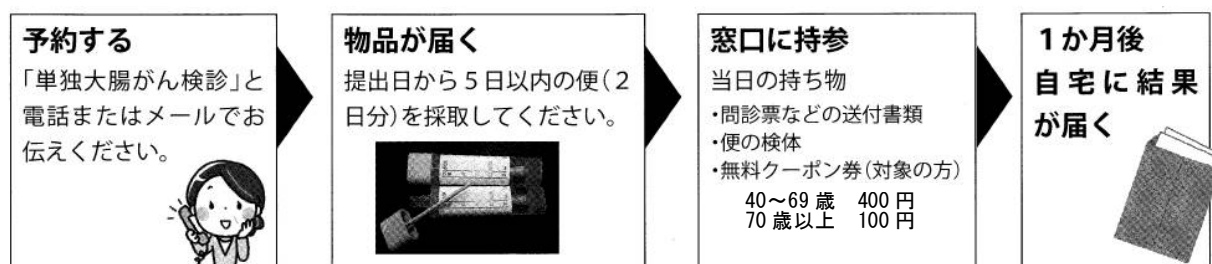 予約する
「単独大腸がん検診」と
電話またはメールでお
伝えください。
物品が届く
提出日から5日以内の便(2
日分)を採取してください。
窓口に持参
当日の持ち物
・問診票などの送付書類
・便の検体
・無料クーポン券(対象の方)
40~69歳 400円
70歳以上 100円
1か月後
自宅に結果
が届く